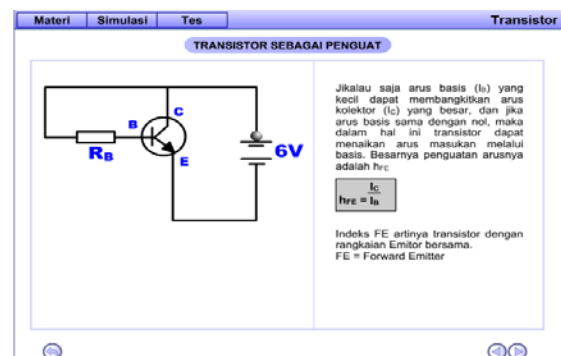 Materi Simulasi Tes Transistor
TRANSISTOR SEBAGAI PENGUAT
C
B
RB
E
6V
Jikalau saja arus basis (IB) yang
kecil dapat membangkitkan arus
kolektor (IC) yang besar, dan jika
arus basis sama dengan nol, maka
dalam hal ini transistor dapat
menaikan arus masukan melalui
basis. Besarnya penguatan arusnya
adalah hFE
IC
hFE = IB
Indeks FE artinya transistor dengan
rangkaian Emitor bersama.
FE = Forward Emitter